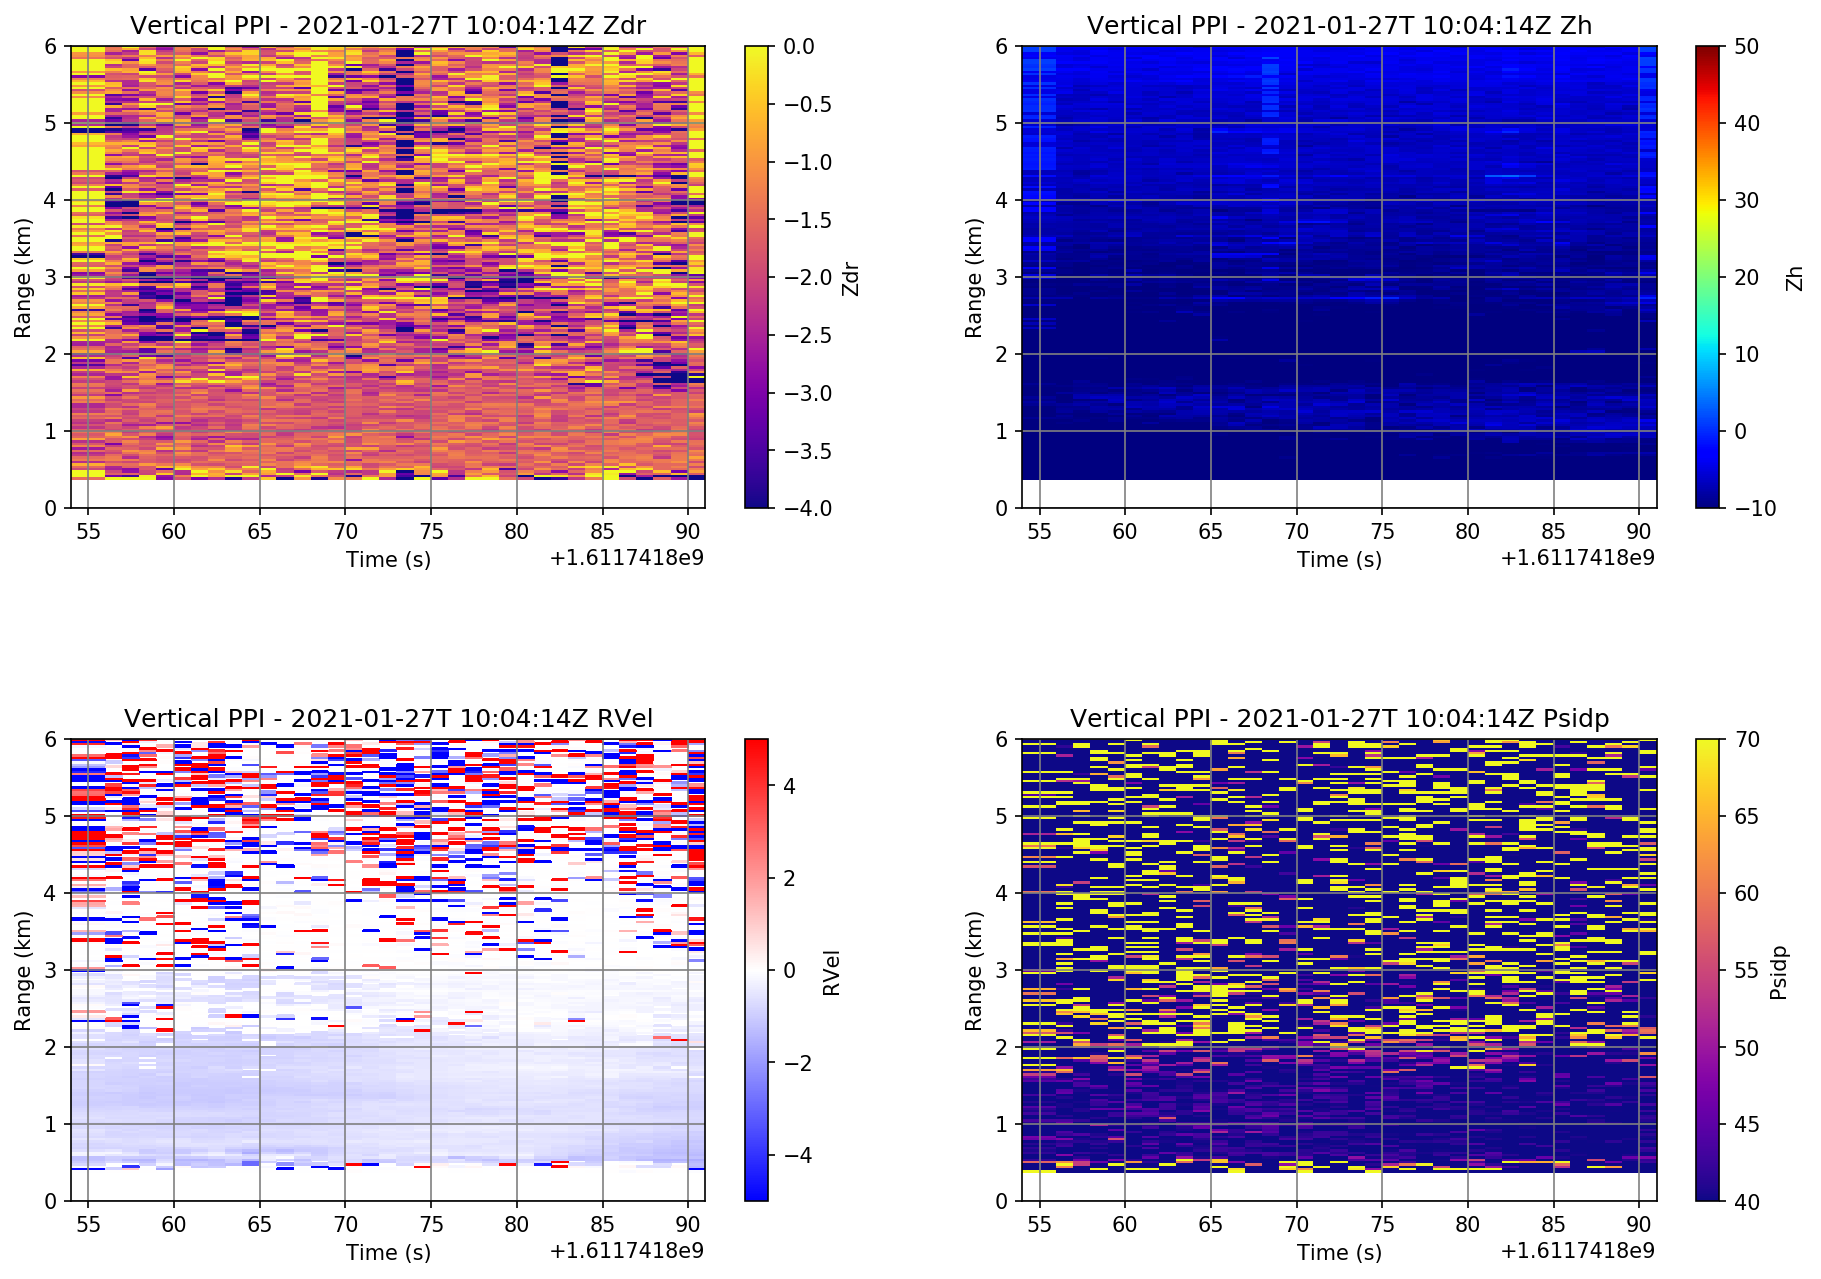 Vertical PPI - 2021-01-27T 10:04:14Z Zdr
6
5
4
3
2
1
0
Range (km)
55 60 65 70 75 80 85 90
Time (s)
+1.6117418e9
0.0
−0.5
−1.0
−1.5
−2.0
−2.5
−3.0
−3.5
−4.0
Zdr
Vertical PPI - 2021-01-27T 10:04:14Z Zh
6
5
4
3
2
1
0
Range (km)
55 60 65 70 75 80 85 90
Time (s)
+1.6117418e9
50
40
30
20
10
0
−10
Zh
Vertical PPI - 2021-01-27T 10:04:14Z RVel
6
5
4
3
2
1
0
Range (km)
55 60 65 70 75 80 85 90
Time (s)
+1.6117418e9
4
2
0
−2
−4
RVel
Vertical PPI - 2021-01-27T 10:04:14Z Psidp
6
5
4
3
2
1
0
Range (km)
55 60 65 70 75 80 85 90
Time (s)
+1.6117418e9
70
65
60
55
50
45
40
Psidp